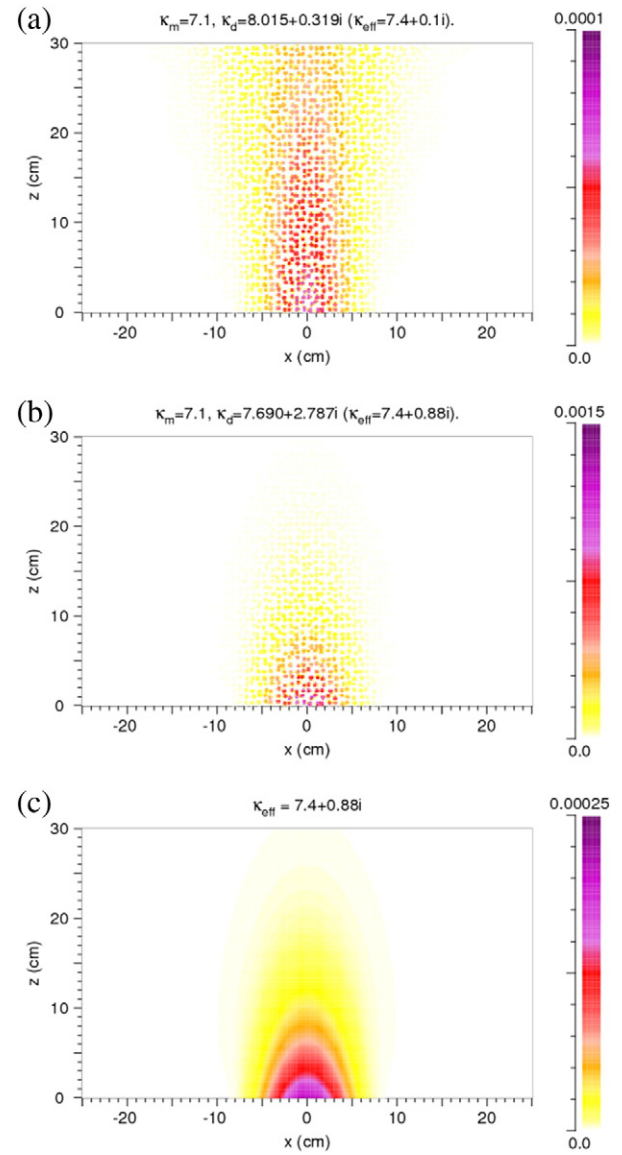 (a)
κm=7.1, κd=8.015+0.319i (κeff=7.4+0.1i).
0.0001
30
20
10
0
z (cm)
-20 -10 0 10 20
x (cm)
0.0
(b)
κm=7.1, κd=7.690+2.787i (κeff=7.4+0.88i).
0.0015
30
20
10
0
z (cm)
-20 -10 0 10 20
x (cm)
0.0
(c)
κeff = 7.4+0.88i
0.00025
30
20
10
0
z (cm)
-20 -10 0 10 20
x (cm)
0.0